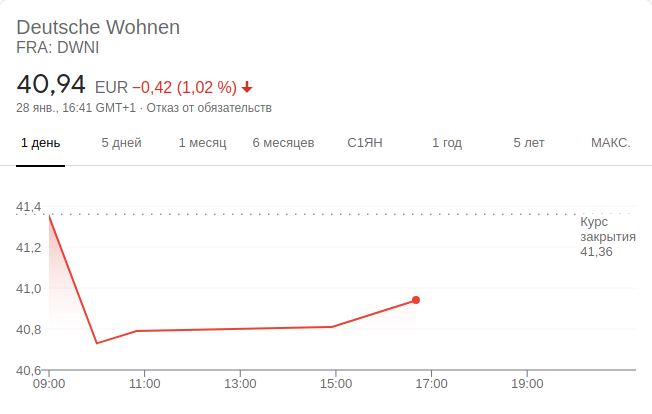 Deutsche Wohnen
FRA: DWNI
40,94 EUR −0,42 (1,02 %)
28 янв., 16:41 GMT+1 · Отказ от обязательств
1 день 5 дней 1 месяц 6 месяцев С1ЯН 1 год 5 лет МАКС.
41,4
Курс
закрытия
41,36
41,2
41,0
40,8
40,6
09:00 11:00 13:00 15:00 17:00 19:00